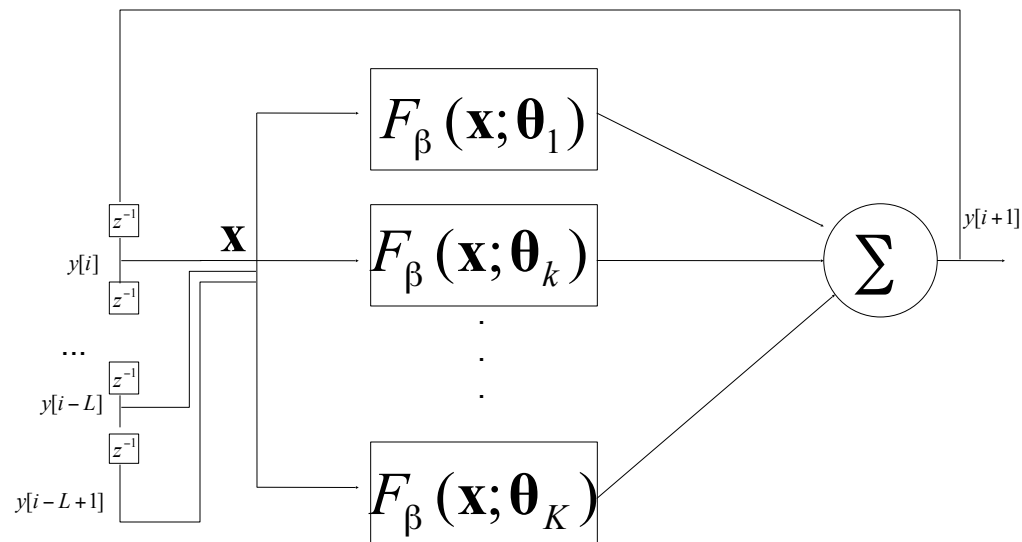 F_β (x; θ_1)
z⁻¹
y[i+1]
x
F_β (x; θ_k)
∑
y[i]
z⁻¹
.
.
.
...
z⁻¹
y[i−L]
z⁻¹
F_β (x; θ_K)
y[i−L+1]